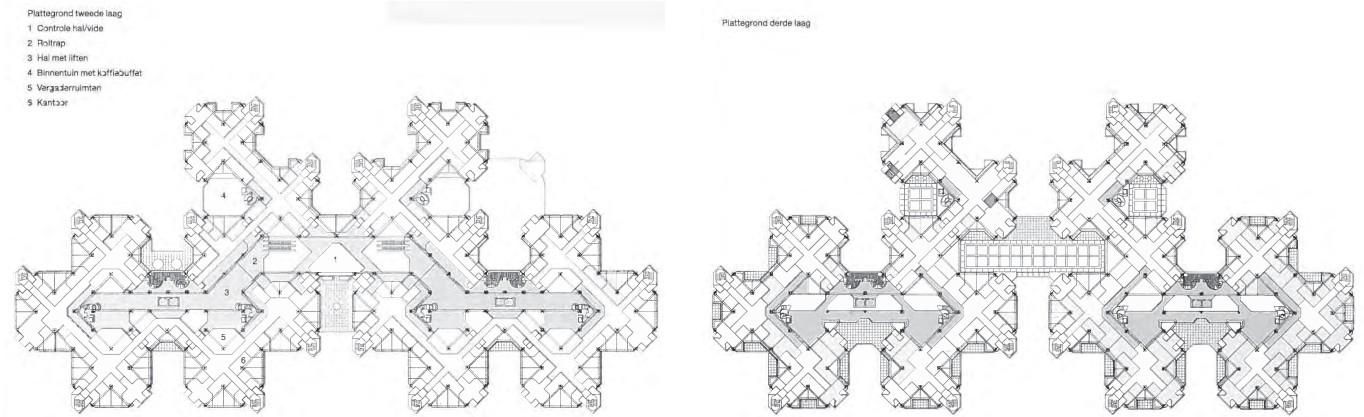 Plattegrond tweede laag
1 Controle hal/vide
2 Roltrap
3 Hal met liften
4 Binnentuin met koffiebuffet
5 Vergaderruimten
6 Kantoor
4
1
2
3
5
6
Plattegrond derde laag